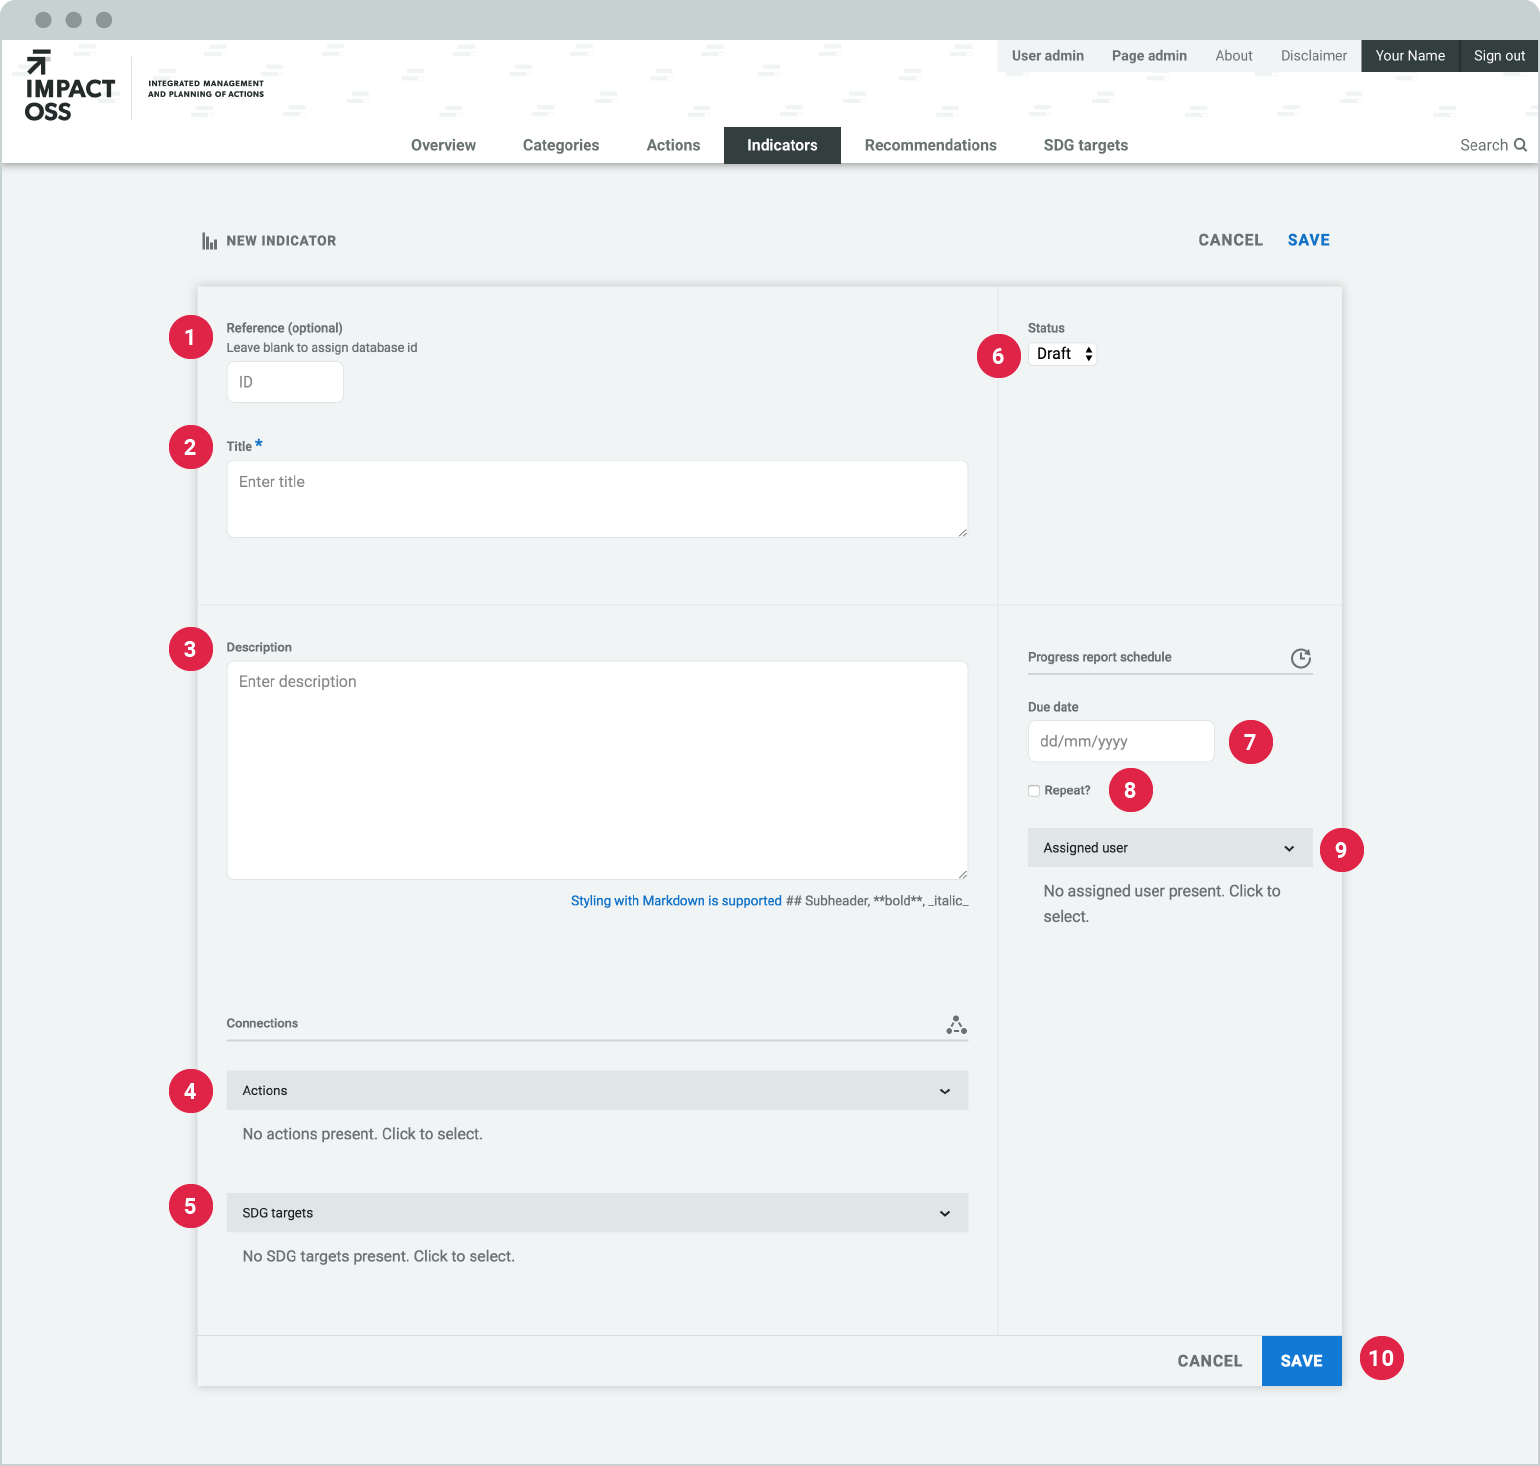 User admin
Page admin
About
Disclaimer
Your Name
Sign out
IMPACT
OSS
INTEGRATED MANAGEMENT
AND PLANNING OF ACTIONS
Overview
Categories
Actions
Indicators
Recommendations
SDG targets
Search
NEW INDICATOR
CANCEL
SAVE
1
Reference (optional)
Leave blank to assign database id
ID
2
Title *
Enter title
6
Status
Draft
3
Description
Enter description
Styling with Markdown is supported ## Subheader, **bold**, _italic_
Progress report schedule
Due date
dd/mm/yyyy
7
Repeat?
8
Assigned user
9
No assigned user present. Click to
select.
Connections
4
Actions
No actions present. Click to select.
5
SDG targets
No SDG targets present. Click to select.
CANCEL
SAVE
10